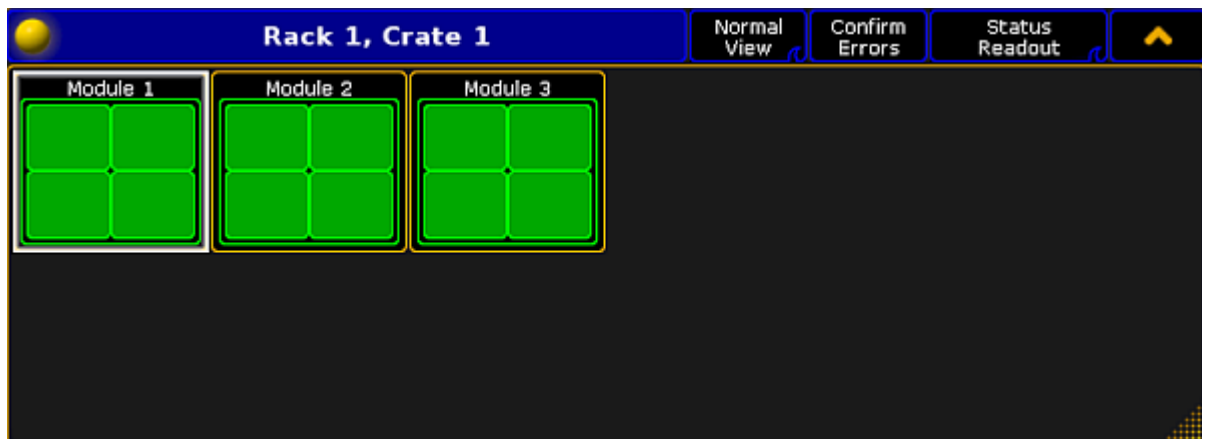 Rack 1, Crate 1
Normal
View
Confirm
Errors
Status
Readout
Module 1
Module 2
Module 3